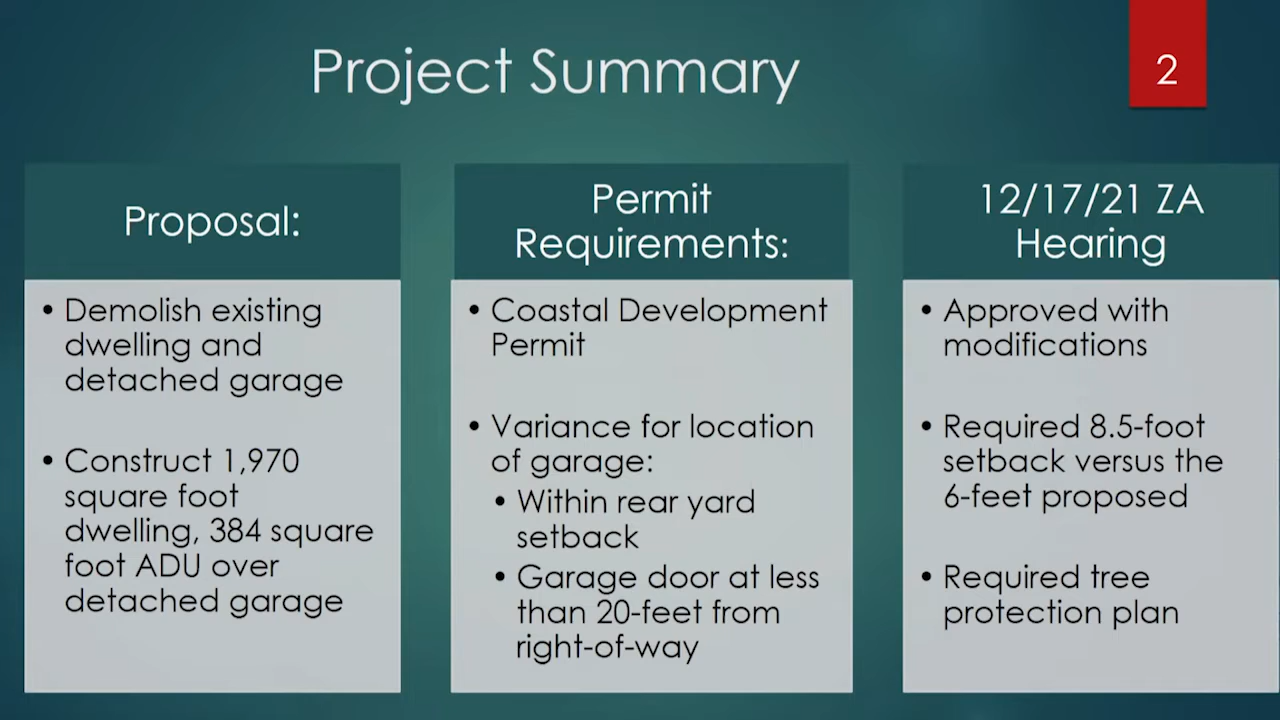 Project Summary
2
Proposal:
• Demolish existing
dwelling and
detached garage
• Construct 1,970
square foot
dwelling, 384 square
foot ADU over
detached garage
Permit
Requirements:
• Coastal Development
Permit
• Variance for location
of garage:
• Within rear yard
setback
• Garage door at less
than 20-feet from
right-of-way
12/17/21 ZA
Hearing
• Approved with
modifications
• Required 8.5-foot
setback versus the
6-feet proposed
• Required tree
protection plan